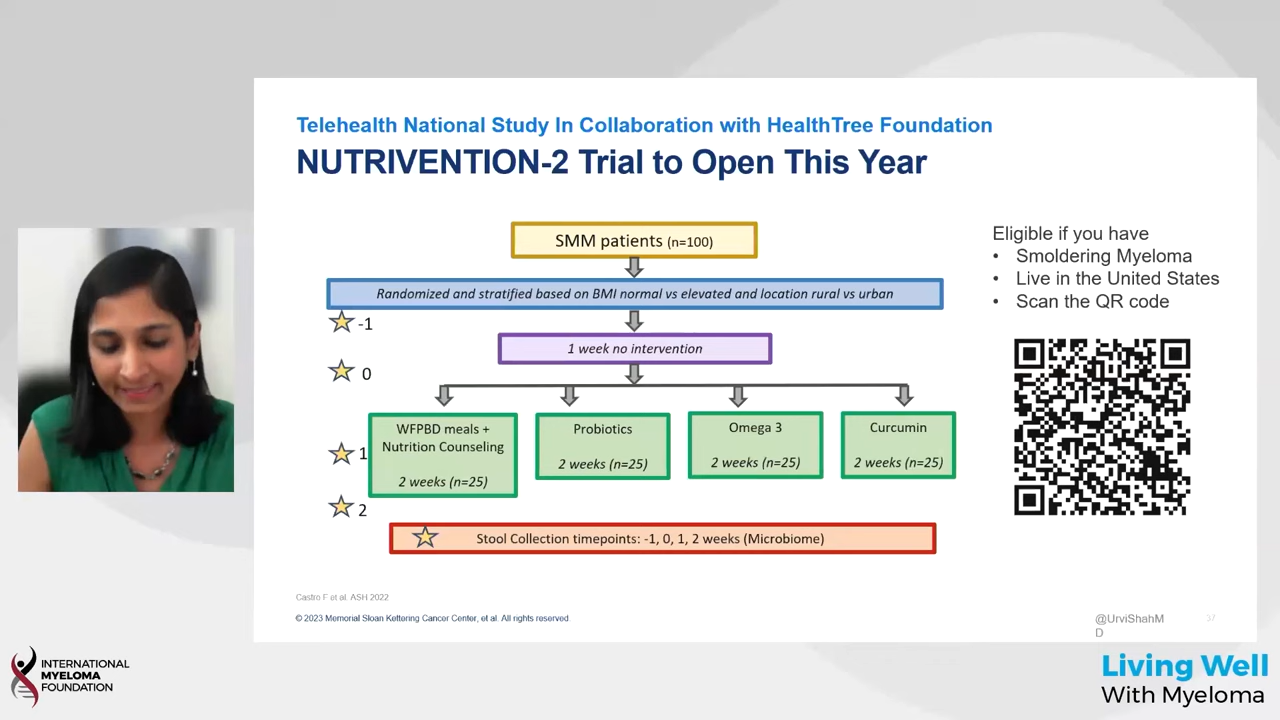 Telehealth National Study In Collaboration with HealthTree Foundation
NUTRIVENTION-2 Trial to Open This Year
SMM patients (n=100)
Randomized and stratified based on BMI normal vs elevated and location rural vs urban
-1
1 week no intervention
0
WFPBD meals +
Nutrition Counseling
2 weeks (n=25)
Probiotics
2 weeks (n=25)
Omega 3
2 weeks (n=25)
Curcumin
2 weeks (n=25)
1
2
Stool Collection timepoints: -1, 0, 1, 2 weeks (Microbiome)
Eligible if you have
• Smoldering Myeloma
• Live in the United States
• Scan the QR code
Castro F et al. ASH 2022
© 2023 Memorial Sloan Kettering Cancer Center, et al. All rights reserved.
@UrviShahM
D
37
INTERNATIONAL
MYELOMA
FOUNDATION
Living Well
With Myeloma